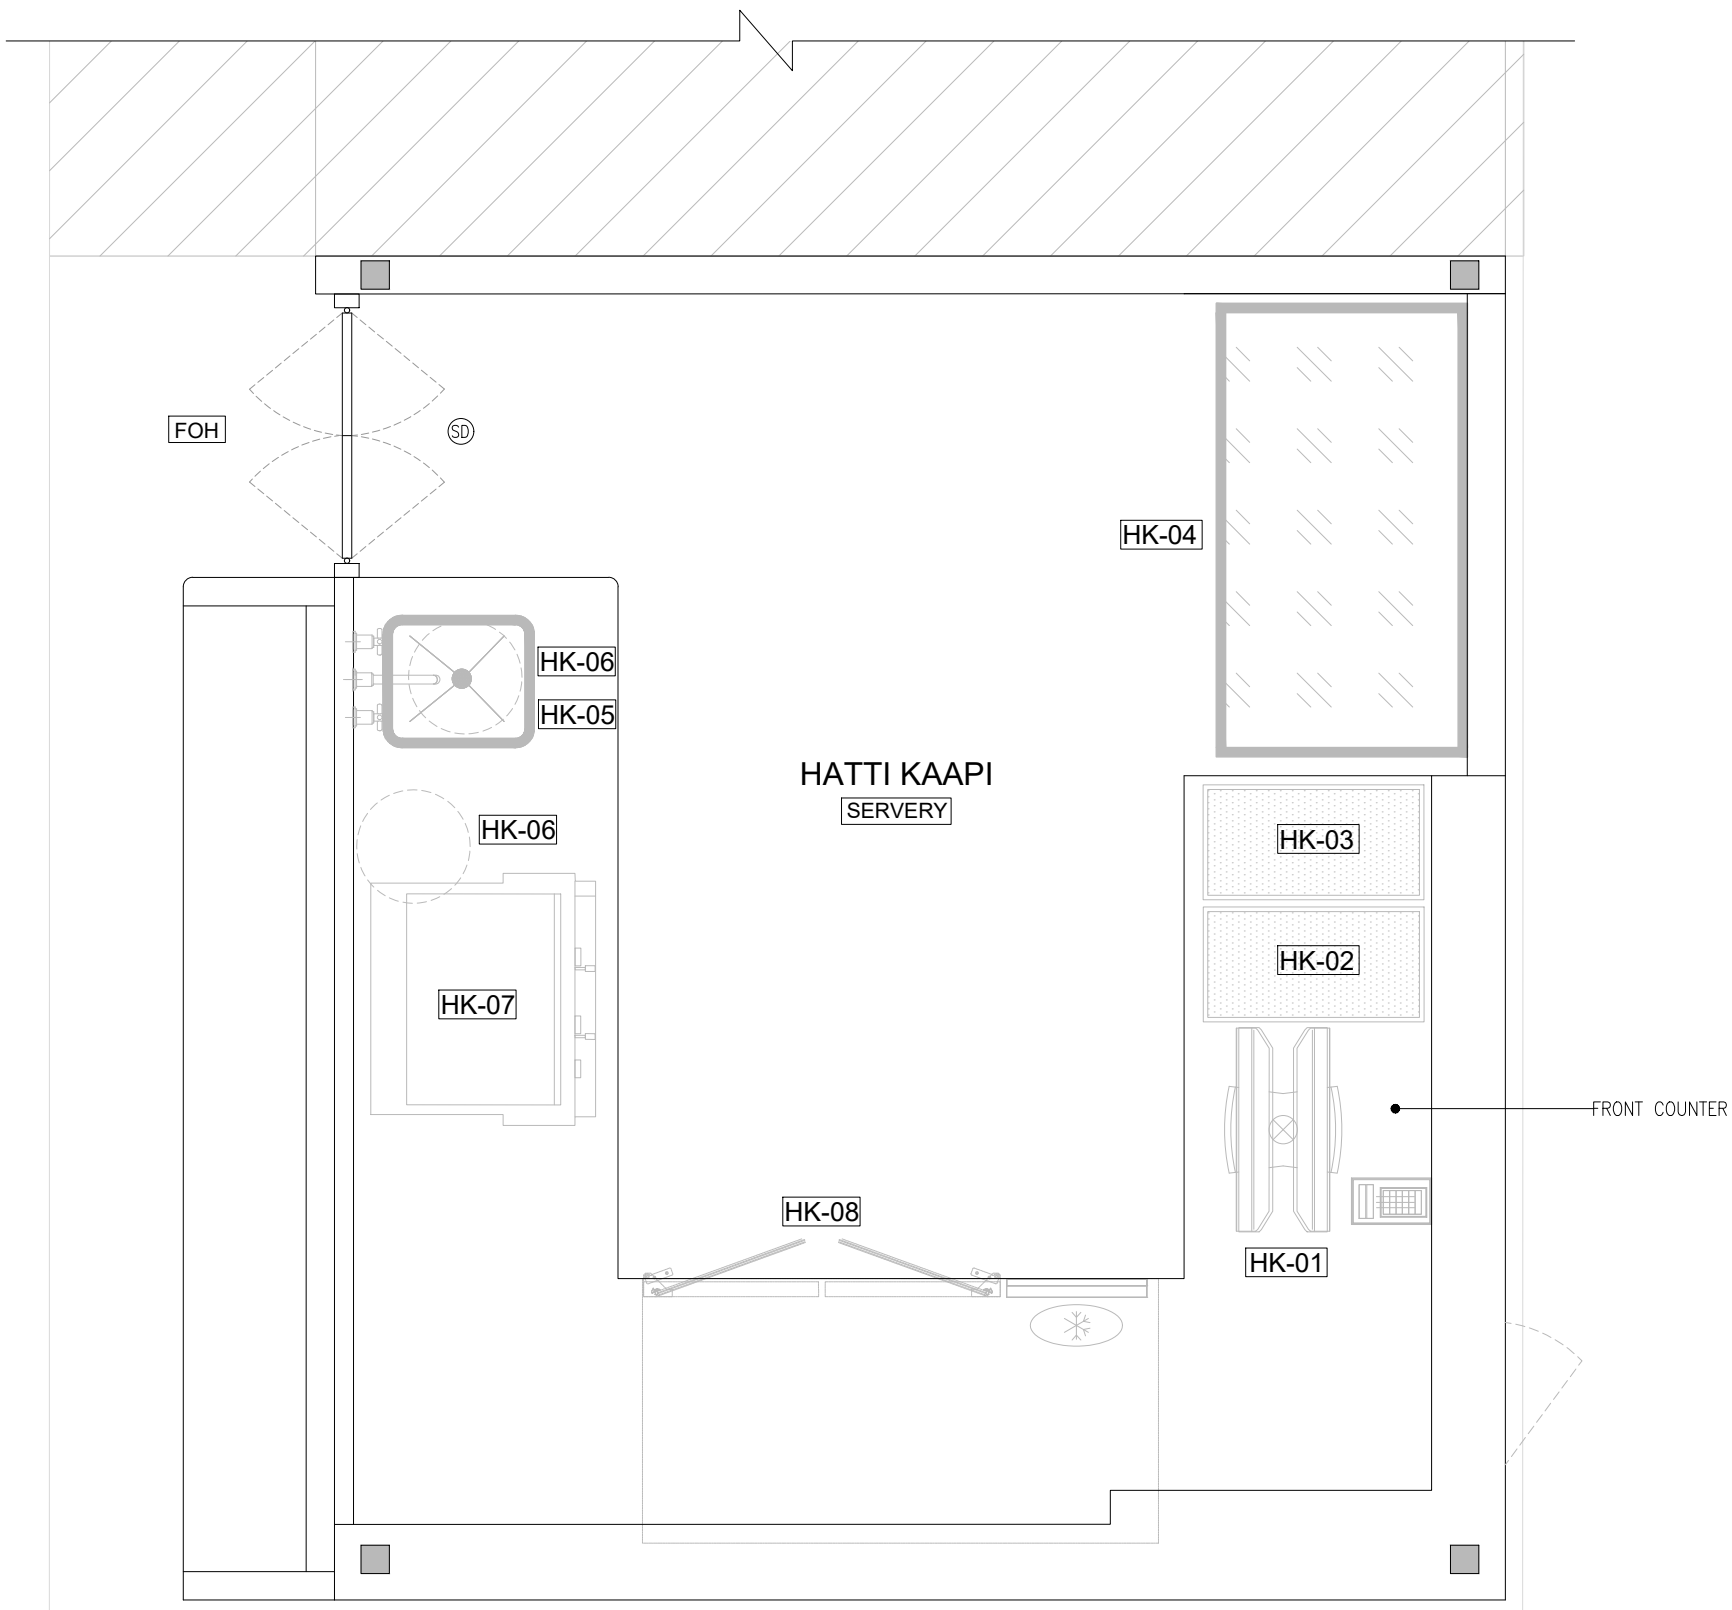 FOH
SD
HK-04
HK-06
HK-05
HATTI KAAPI
SERVERY
HK-06
HK-03
HK-02
HK-07
FRONT COUNTER
HK-08
HK-01